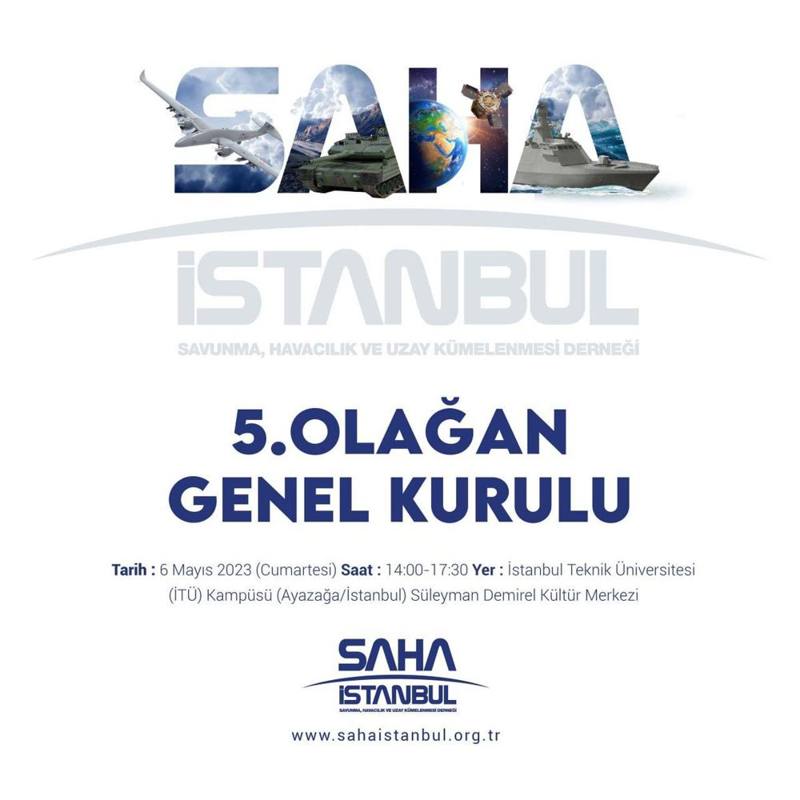 SAHA
İSTANBUL
SAVUNMA, HAVACILIK VE UZAY KÜMELENMESİ DERNEĞİ
5.OLAĞAN
GENEL KURULU
Tarih : 6 Mayıs 2023 (Cumartesi) Saat : 14:00-17:30 Yer : İstanbul Teknik Üniversitesi
(İTÜ) Kampüsü (Ayazağa/İstanbul) Süleyman Demirel Kültür Merkezi
SAHA
İSTANBUL
SAVUNMA, HAVACILIK VE UZAY KÜMELENMESİ DERNEĞİ
www.sahaistanbul.org.tr